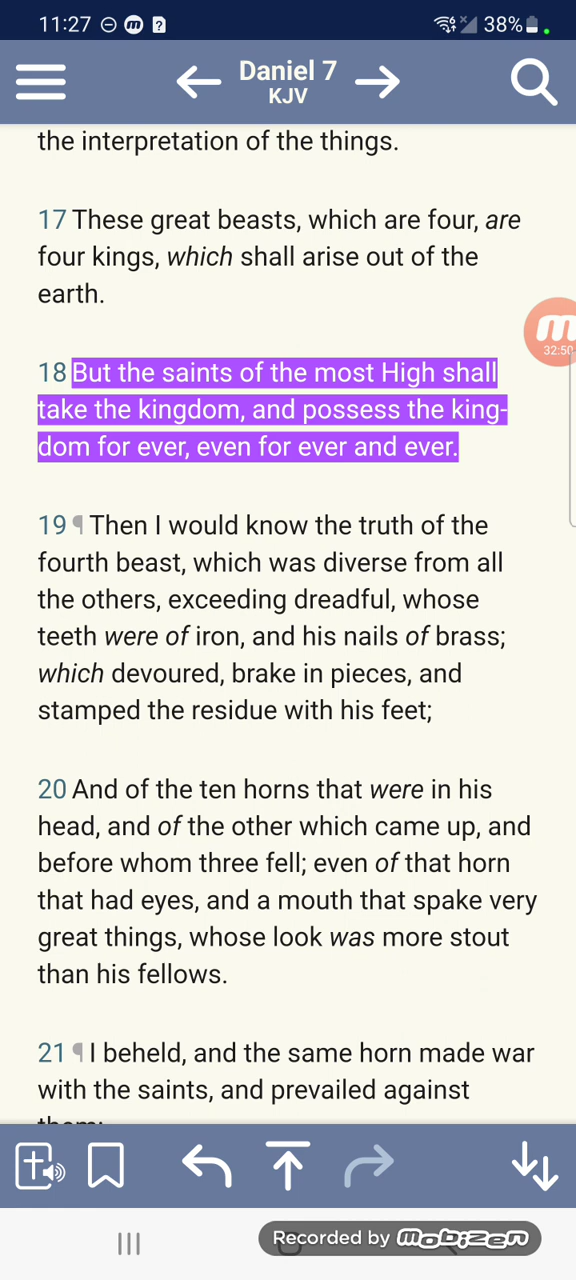 11:27 38%
Daniel 7
KJV
the interpretation of the things.
17 These great beasts, which are four, are
four kings, which shall arise out of the
earth.
32:50
18 But the saints of the most High shall
take the kingdom, and possess the king-
dom for ever, even for ever and ever.
19 ¶ Then I would know the truth of the
fourth beast, which was diverse from all
the others, exceeding dreadful, whose
teeth were of iron, and his nails of brass;
which devoured, brake in pieces, and
stamped the residue with his feet;
20 And of the ten horns that were in his
head, and of the other which came up, and
before whom three fell; even of that horn
that had eyes, and a mouth that spake very
great things, whose look was more stout
than his fellows.
21 ¶ I beheld, and the same horn made war
with the saints, and prevailed against
them;
Recorded by mobizen